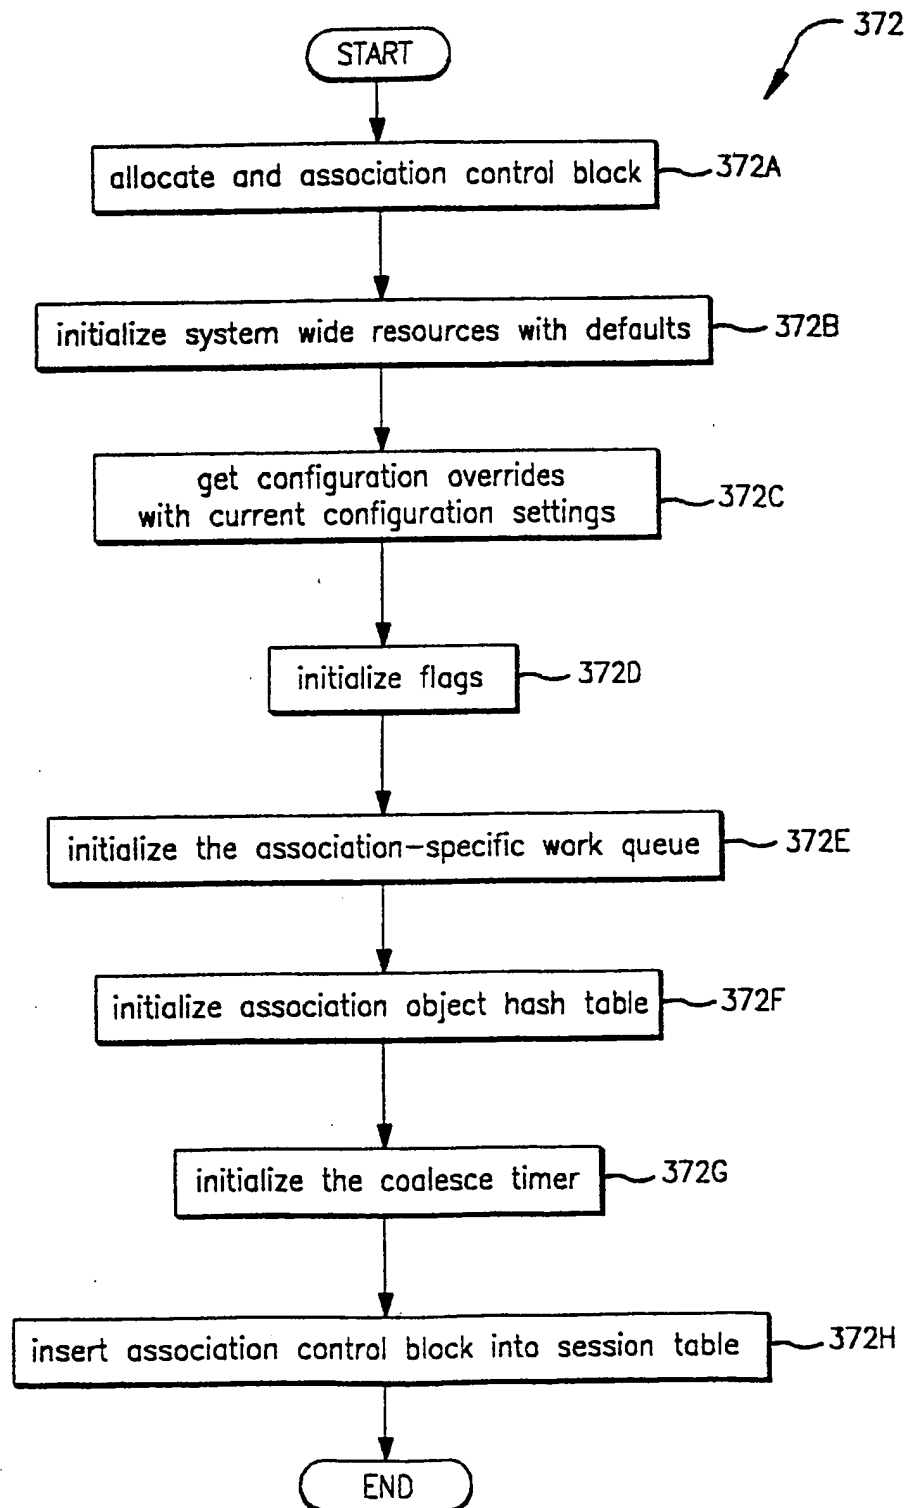 372
START
allocate and association control block
372A
initialize system wide resources with defaults
372B
get configuration overrides
with current configuration settings
372C
initialize flags
372D
initialize the association-specific work queue
372E
initialize association object hash table
372F
initialize the coalesce timer
372G
insert association control block into session table
372H
END